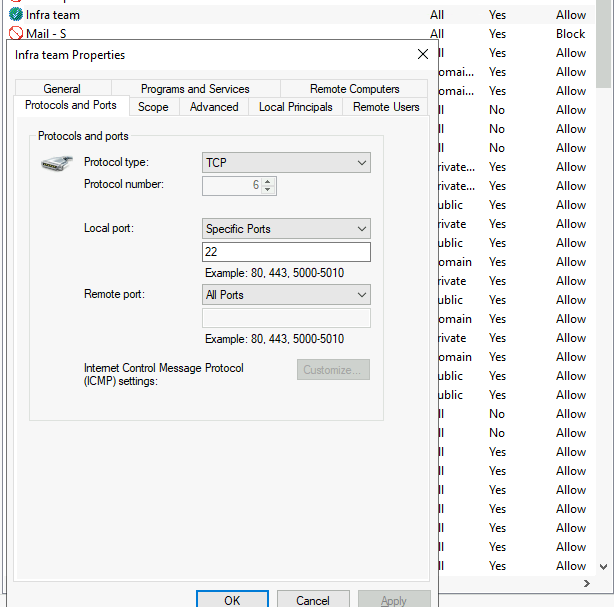 Infra team All Yes Allow
Mail - S All Yes Block
Infra team Properties
ll Yes Allow
omai... Yes Allow
omai... Yes Allow
ll No Allow
ll No Allow
ll No Allow
rivate... Yes Allow
rivate... Yes Allow
ublic Yes Allow
rivate Yes Allow
ublic Yes Allow
omain Yes Allow
rivate Yes Allow
ublic Yes Allow
omain Yes Allow
rivate Yes Allow
omain Yes Allow
ublic Yes Allow
ublic Yes Allow
ll No Allow
ll No Allow
ll Yes Allow
ll Yes Allow
ll Yes Allow
ll Yes Allow
ll Yes Allow
ll Yes Allow
ll Yes Allow
General Programs and Services Remote Computers
Protocols and Ports Scope Advanced Local Principals Remote Users
Protocols and ports
Protocol type: TCP
Protocol number: 6
Local port: Specific Ports
22
Example: 80, 443, 5000-5010
Remote port: All Ports
Example: 80, 443, 5000-5010
Internet Control Message Protocol
(ICMP) settings: Customize...
OK Cancel Apply